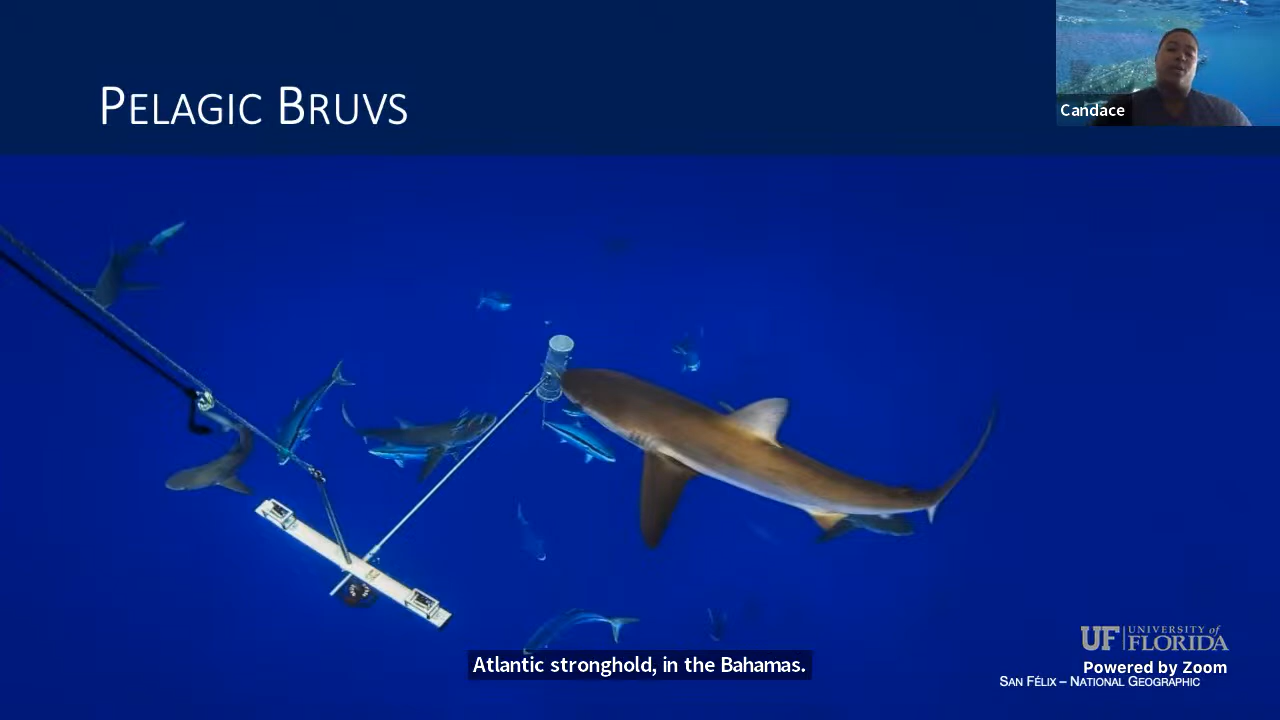 PELAGIC BRUVS
Candace
UF | UNIVERSITY of
FLORIDA
Powered by Zoom
SAN FÉLIX – NATIONAL GEOGRAPHIC
Atlantic stronghold, in the Bahamas.